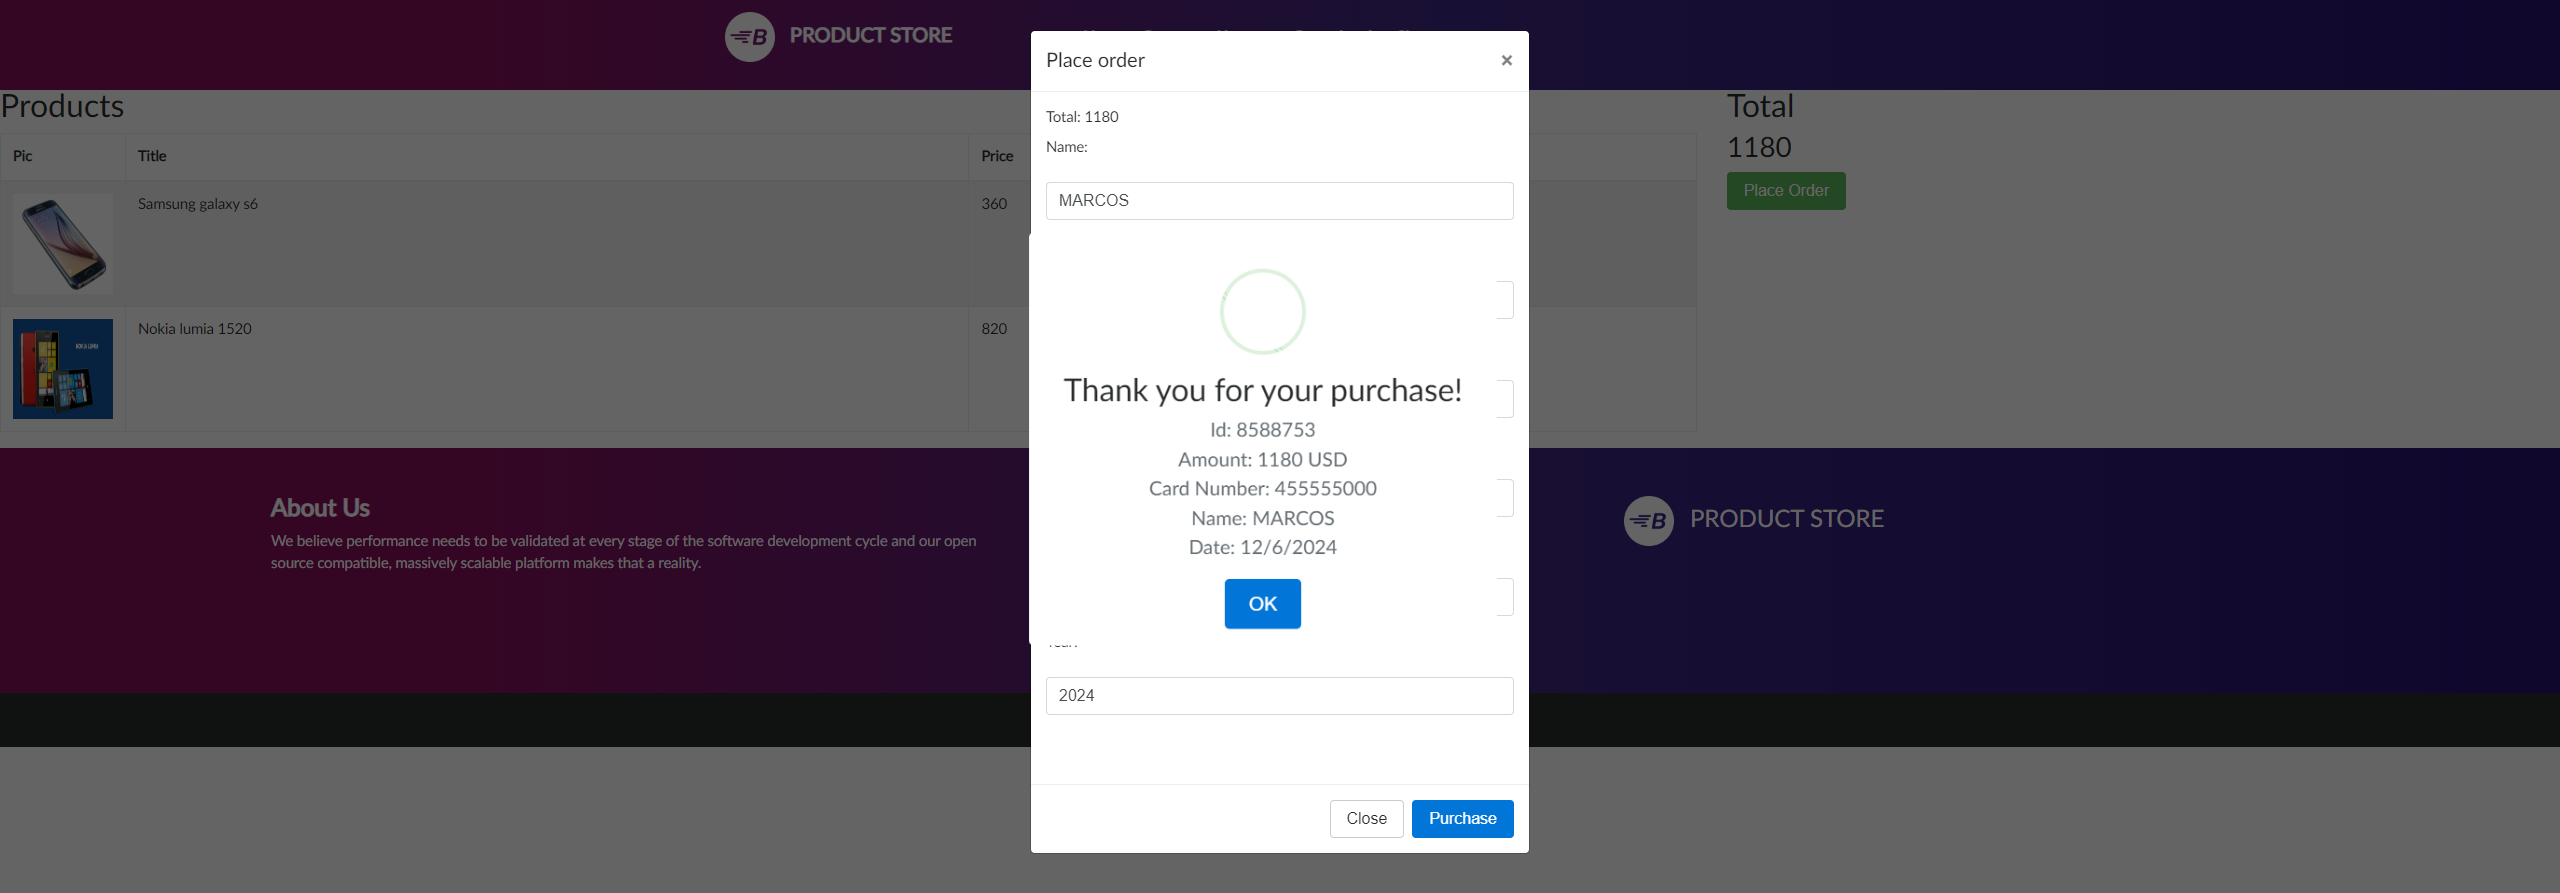 PRODUCT STORE
Place order
×
Products
Total
1180
Place Order
Pic
Title
Price
Samsung galaxy s6
360
Nokia lumia 1520
820
Total: 1180
Name:
MARCOS
Thank you for your purchase!
Id: 8588753
Amount: 1180 USD
Card Number: 455555000
Name: MARCOS
Date: 12/6/2024
OK
2024
Close
Purchase
About Us
We believe performance needs to be validated at every stage of the software development cycle and our open
source compatible, massively scalable platform makes that a reality.
B PRODUCT STORE